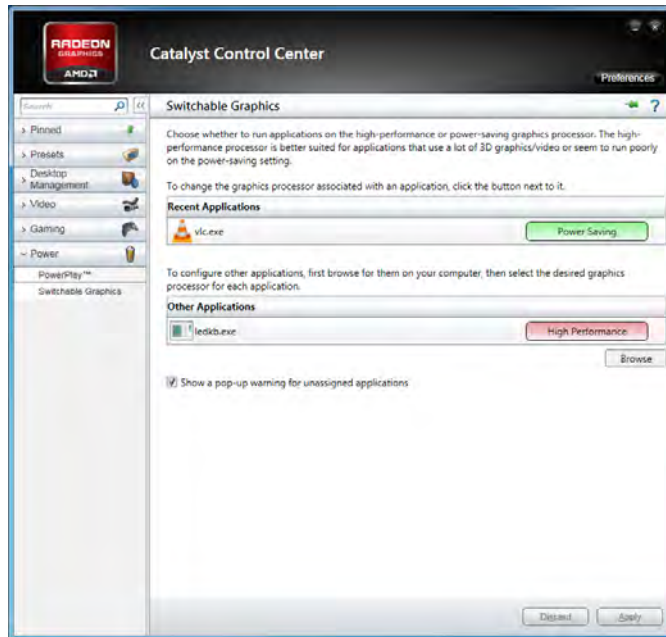 RADEON
GRAPHICS
AMD
Catalyst Control Center
Preferences
Search
Switchable Graphics
?
Pinned
Presets
Desktop
Management
Video
Gaming
Power
PowerPlay™
Switchable Graphics
Choose whether to run applications on the high-performance or power-saving graphics processor. The high-
performance processor is better suited for applications that use a lot of 3D graphics/video or seem to run poorly
on the power-saving setting.
To change the graphics processor associated with an application, click the button next to it.
Recent Applications
vlc.exe
Power Saving
To configure other applications, first browse for them on your computer, then select the desired graphics
processor for each application.
Other Applications
ledkb.exe
High Performance
Browse
Show a pop-up warning for unassigned applications
Discard
Apply